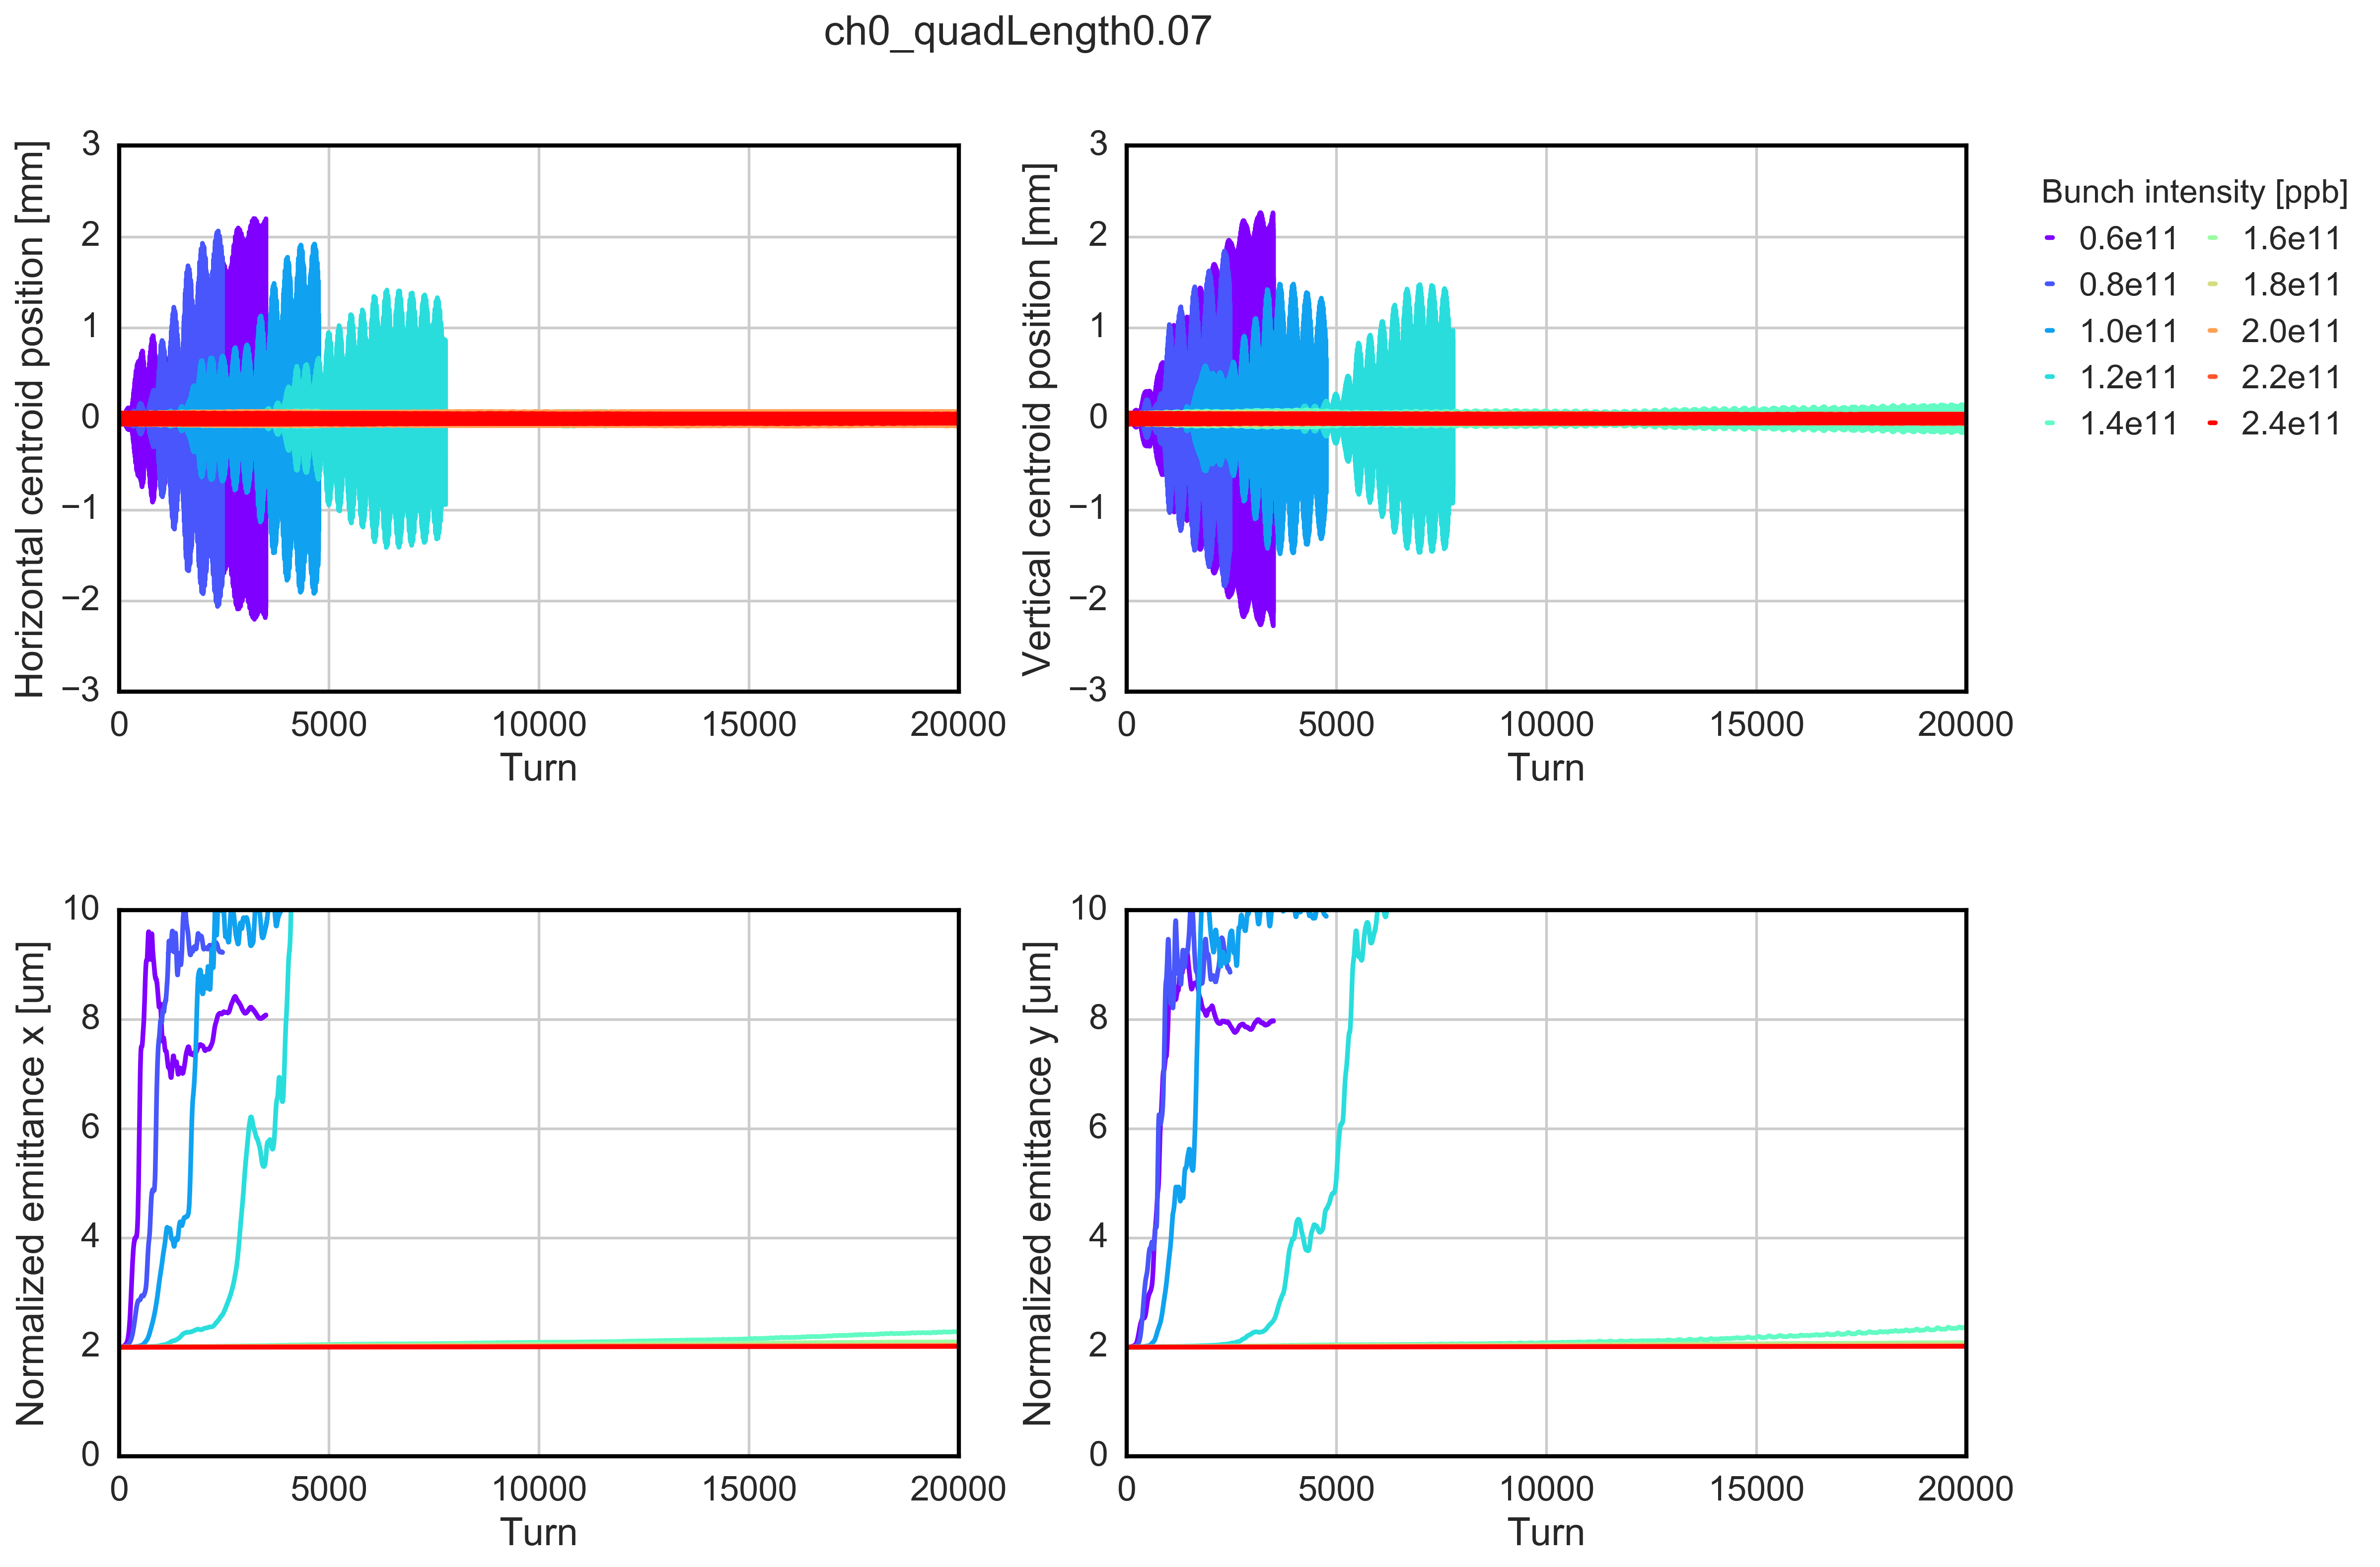 ch0_quadLength0.07
Horizontal centroid position [mm]
3
2
1
0
−1
−2
−3
0 5000 10000 15000 20000
Turn
Vertical centroid position [mm]
3
2
1
0
−1
−2
−3
0 5000 10000 15000 20000
Turn
Bunch intensity [ppb]
0.6e11 1.6e11
0.8e11 1.8e11
1.0e11 2.0e11
1.2e11 2.2e11
1.4e11 2.4e11
Normalized emittance x [um]
10
8
6
4
2
0
0 5000 10000 15000 20000
Turn
Normalized emittance y [um]
10
8
6
4
2
0
0 5000 10000 15000 20000
Turn